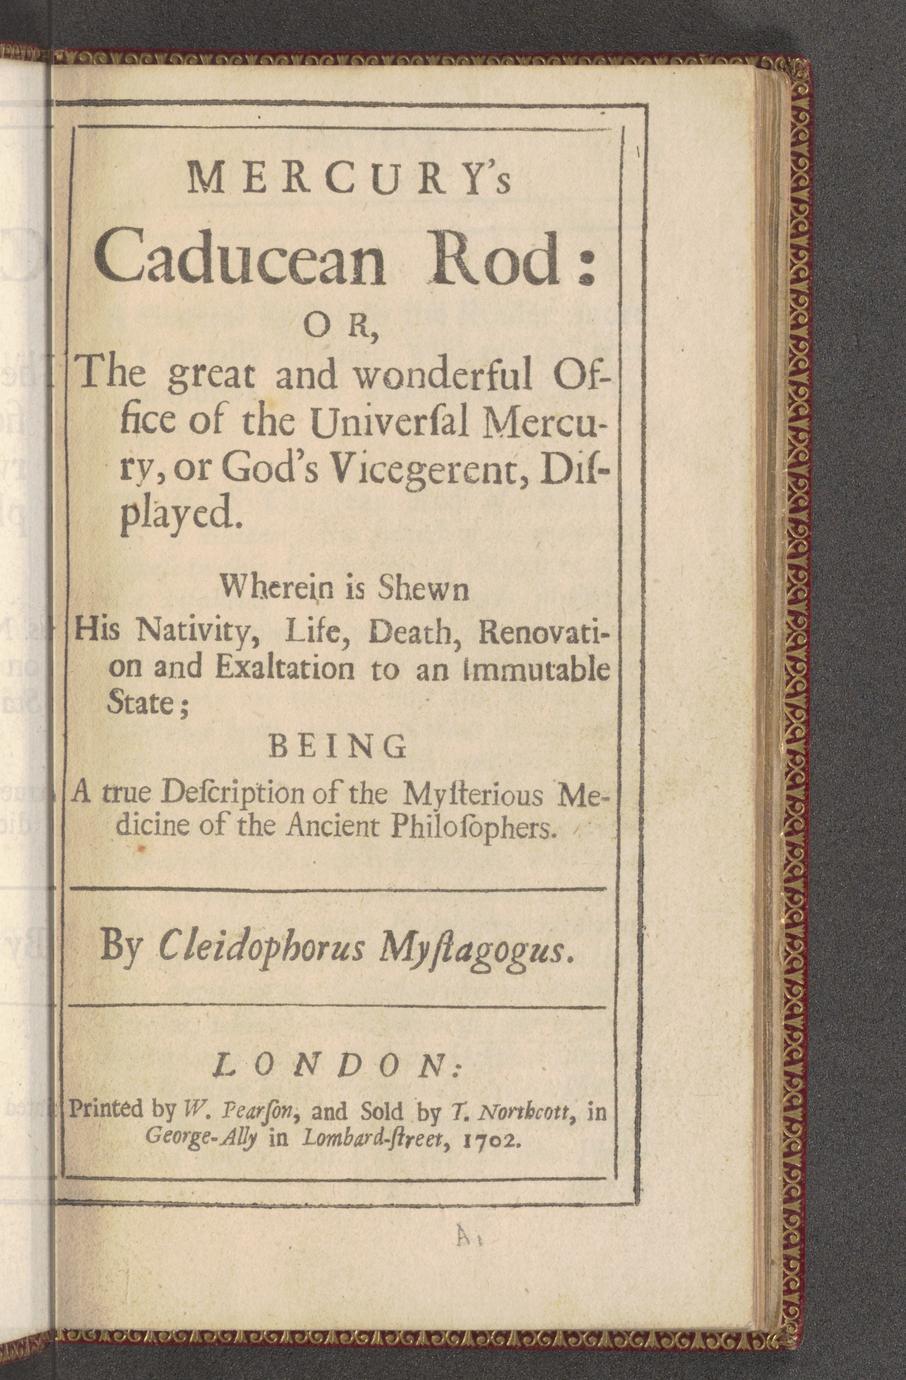 MERCURY's
Caducean Rod:
OR,
The great and wonderful Of-
fice of the Univerſal Mercu-
ry, or God's Vicegerent, Diſ-
played.
Wherein is Shewn
His Nativity, Life, Death, Renovati-
on and Exaltation to an Immutable
State;
BEING
A true Deſcription of the Myſterious Me-
dicine of the Ancient Philoſophers.
By Cleidophorus Myſtagogus.
LONDON:
Printed by W. Pearſon, and Sold by T. Northcott, in
George-Ally in Lombard-ſtreet, 1702.